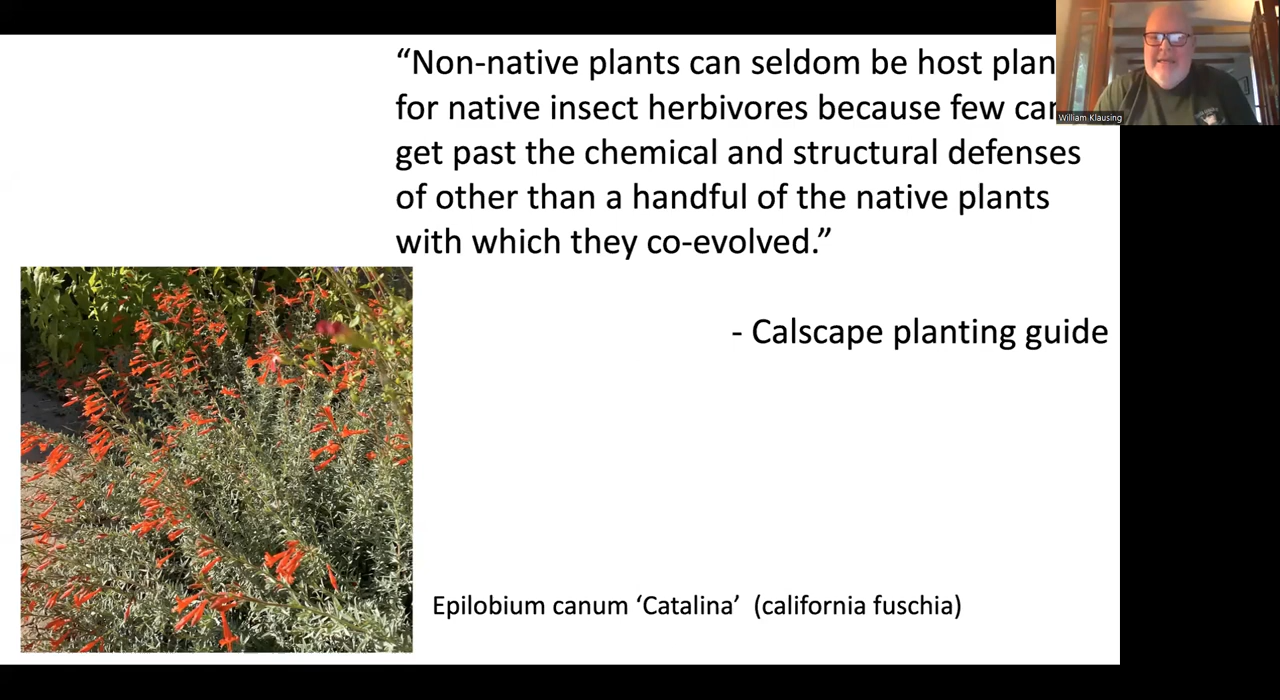 “Non-native plants can seldom be host plan
for native insect herbivores because few can
get past the chemical and structural defenses
of other than a handful of the native plants
with which they co-evolved.”
- Calscape planting guide
Epilobium canum ‘Catalina’ (california fuschia)
William Klausing